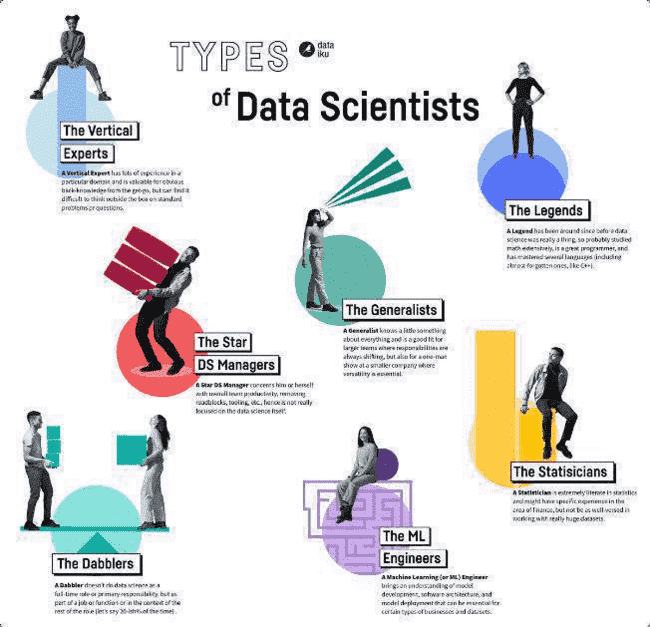 TYPES
data
iku
of Data Scientists
The Vertical
Experts
A Vertical Expert has lots of experience in a
particular domain and is valuable for obvious
back-knowledge from the get-go, but can find it
difficult to think outside the box on standard
problems or questions.
The Legends
A Legend has been around since before data
science was really a thing, so probably studied
math extensively, is a great programmer, and
has mastered several languages (including
almost-forgotten ones, like C++).
The Generalists
A Generalist knows a little something
about everything and is a good fit for
larger teams where responsibilities are
always shifting, but also for a one-man
show at a smaller company where
versatility is essential.
The Star
DS Managers
A Star DS Manager concerns him or herself
with overall team productivity, removing
roadblocks, tooling, etc., hence is not really
focused on the data science itself.
The Statisicians
A Statistician is extremely literate in statistics
and might have specific experience in the
area of finance, but not be as well-versed in
working with really huge datasets.
The Dabblers
A Dabbler doesn't do data science as a
full-time role or primary responsibility, but as
part of a job or function or in the context of the
rest of the role (let's say of the time).
The ML
Engineers
A Machine Learning (or ML) Engineer
brings an understanding of model
development, software architecture, and
model deployment that can be essential for
certain types of businesses and datasets.